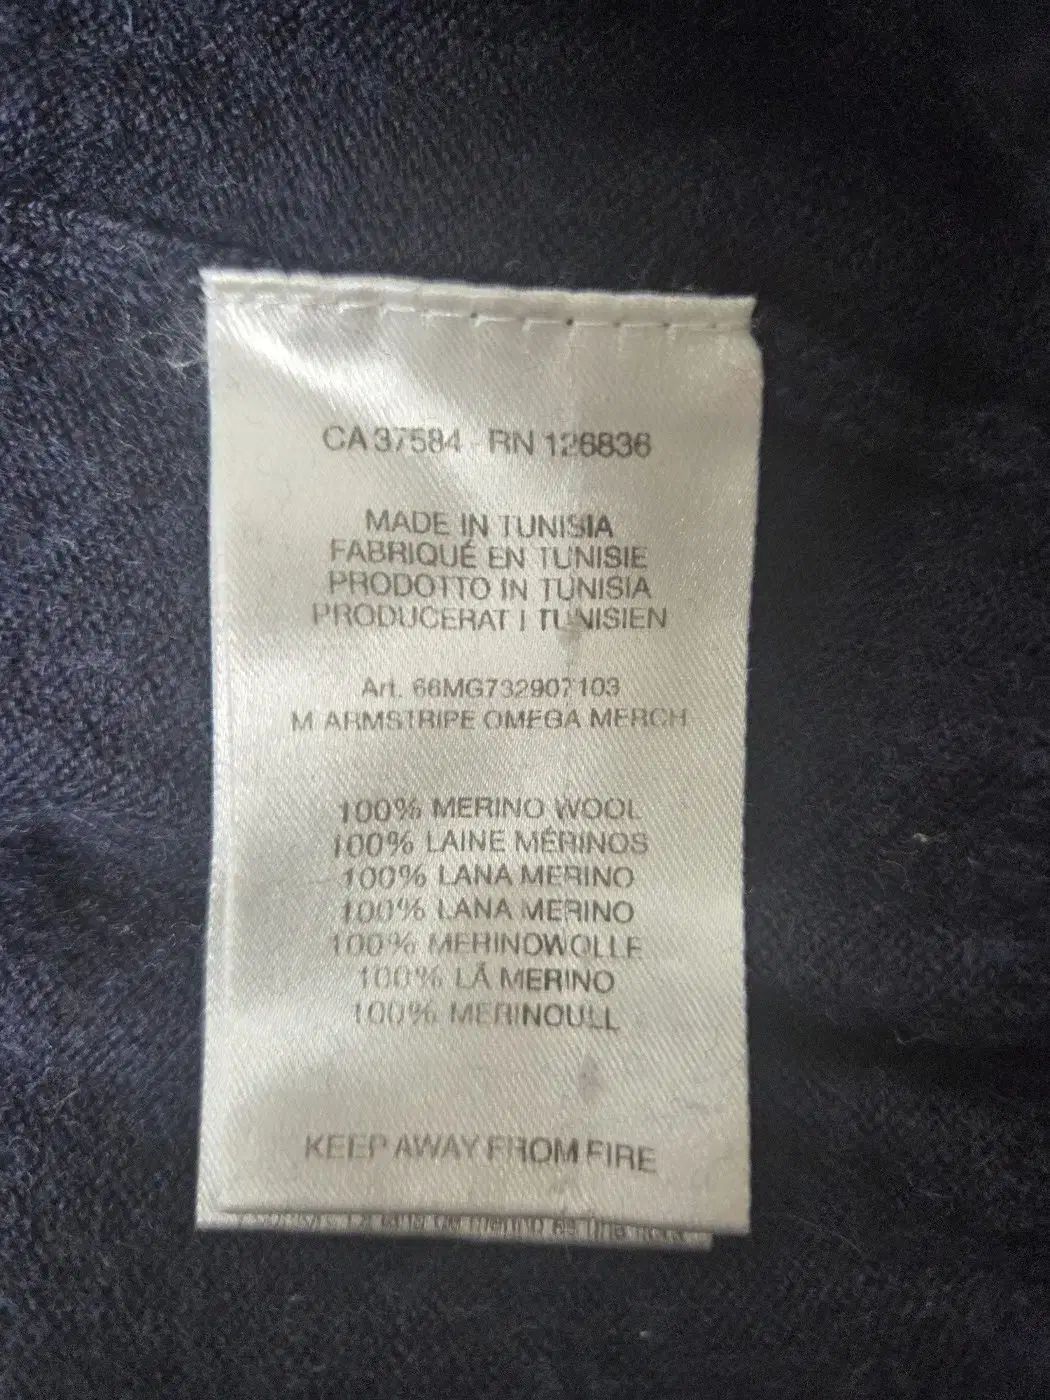 CA 37584 - RN 126836
MADE IN TUNISIA
FABRIQUÉ EN TUNISIE
PRODOTTO IN TUNISIA
PRODUCERAT I TUNISIEN
Art. 66MG732907103
M ARMSTRIPE OMEGA MERCH
100% MERINO WOOL
100% LAINE MÉRINOS
100% LANA MERINO
100% LANA MERINO
100% MERINOWOLLE
100% LÃ MERINO
100% MERINOULL
KEEP AWAY FROM FIRE